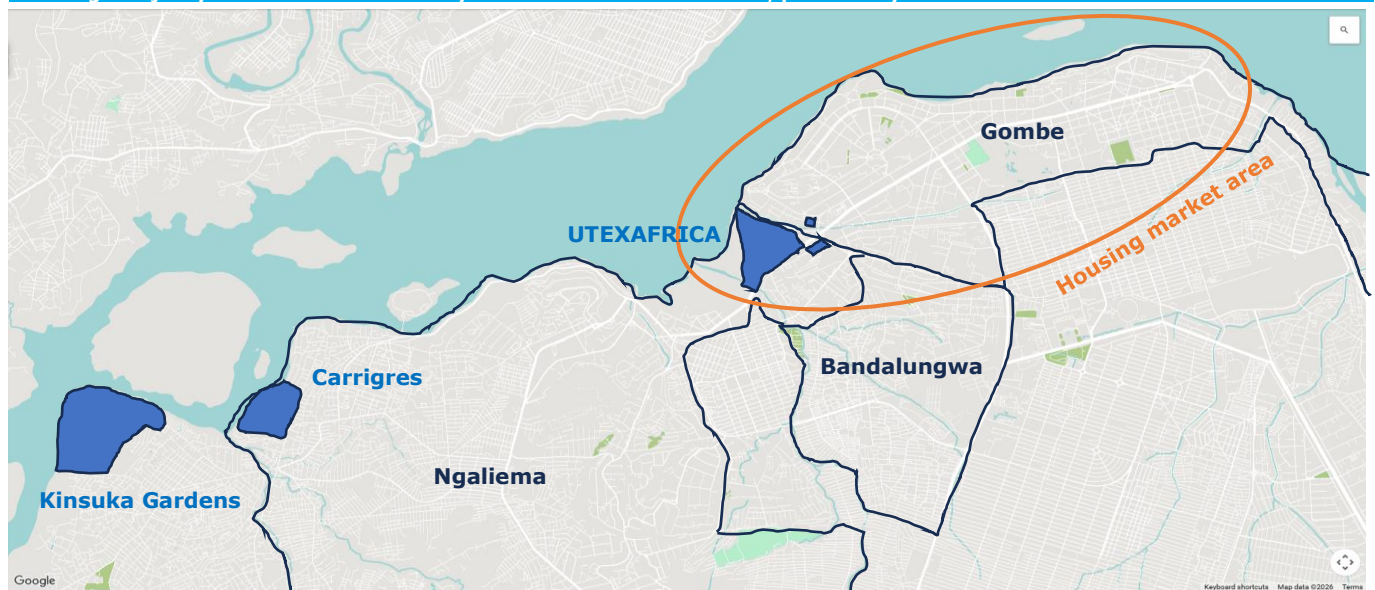 Gombe
Housing market area
UTEXAFRICA
Bandalungwa
Carrigres
Ngaliema
Kinsuka Gardens
Google
Keyboard shortcuts Map data ©2026 Terms